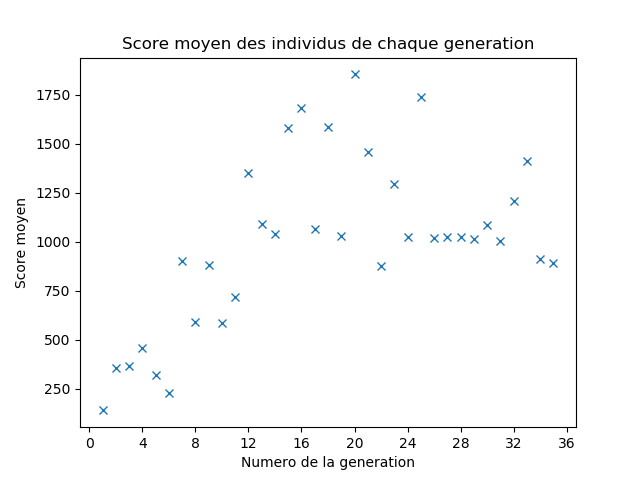 Score moyen des individus de chaque generation
Score moyen
1750
1500
1250
1000
750
500
250
0 4 8 12 16 20 24 28 32 36
Numero de la generation